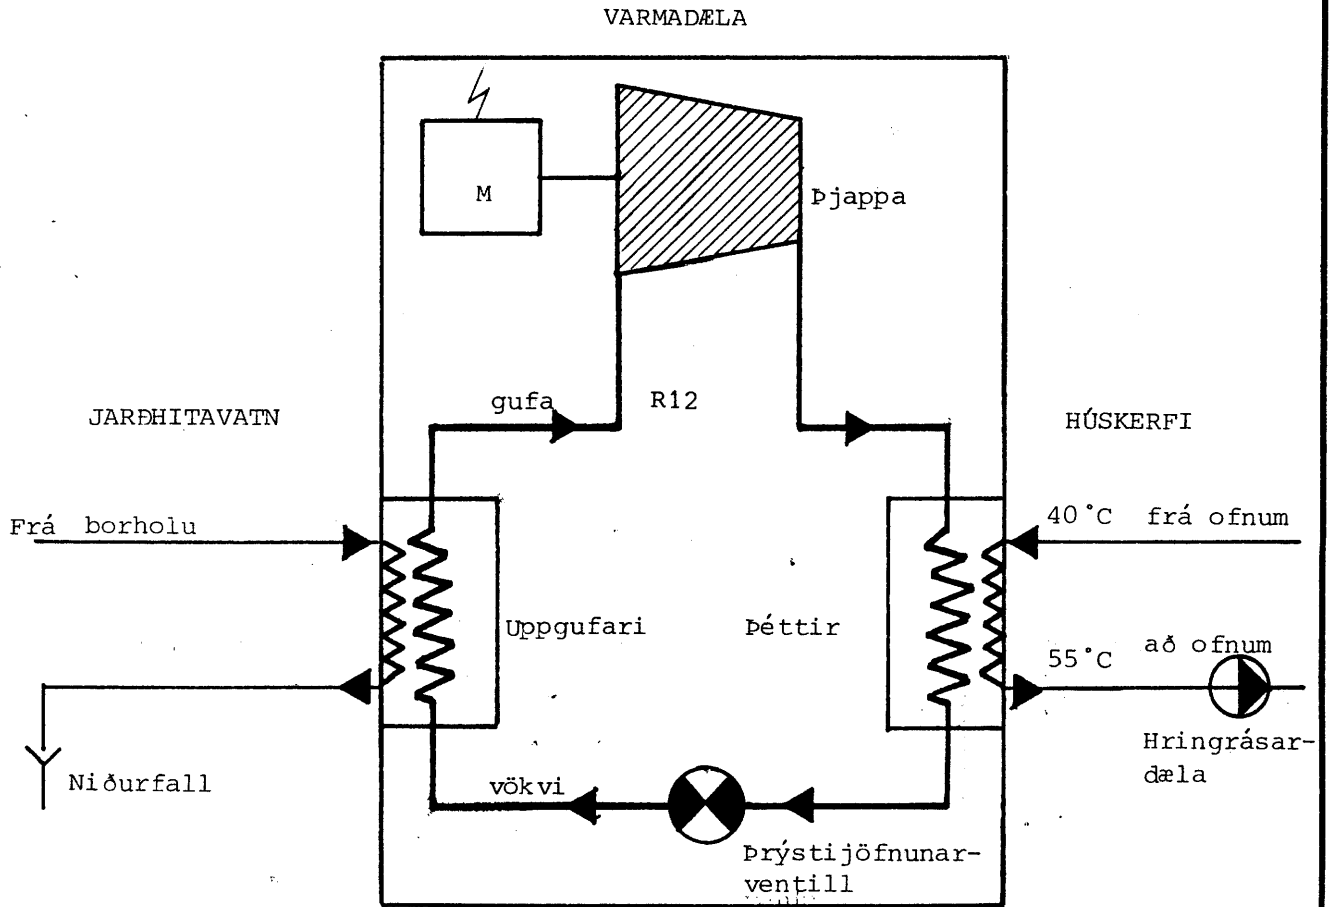 VARMADÆLA
M
Þjappa
gufa
R12
JARÐHITAVATN
HÚSKERFI
Frá borholu
40°C frá ofnum
Uppgufari
Þéttir
55°C að ofnum
Hringrásar-
dæla
Niðurfall
vökvi
Þrýstijöfnunar-
ventill